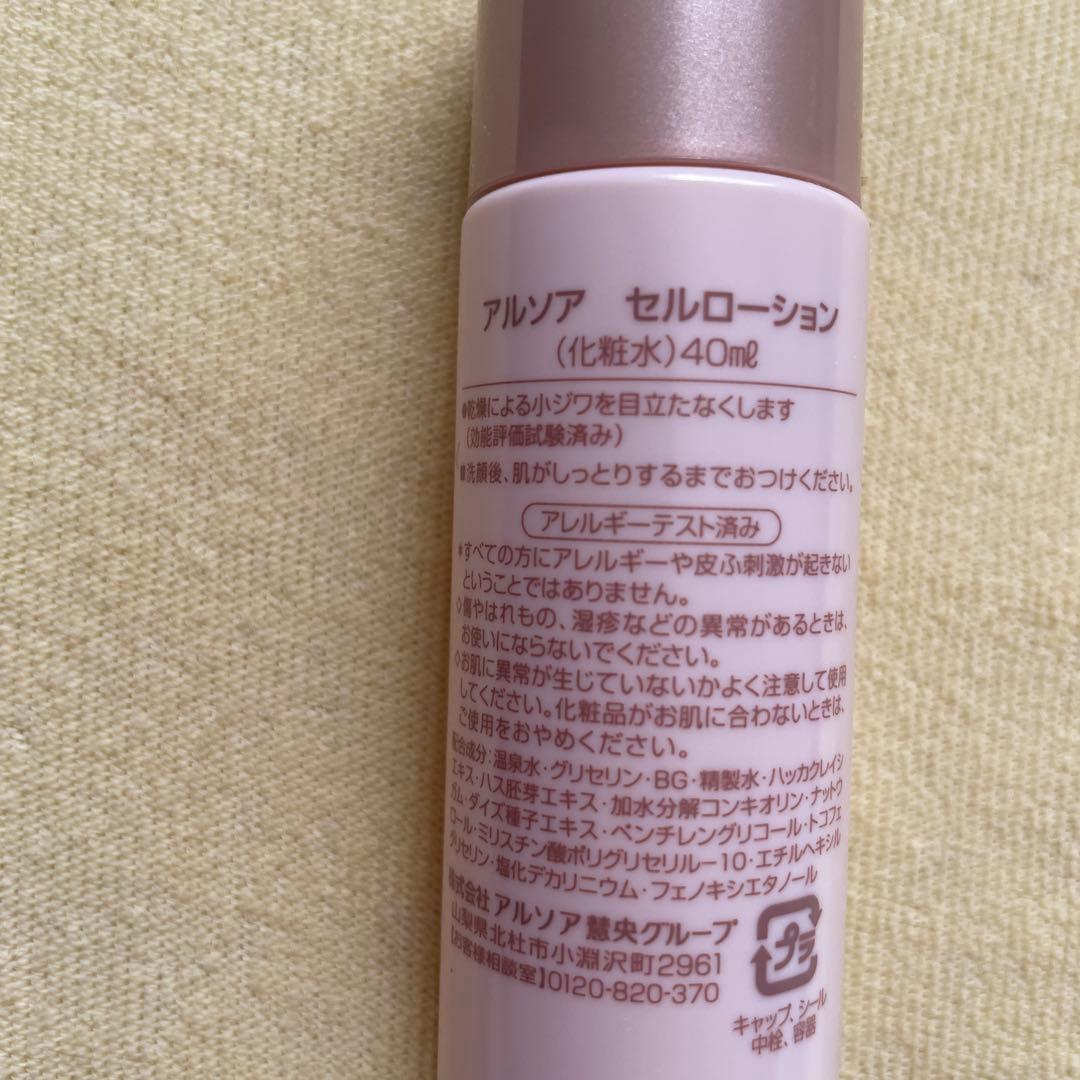 アルソア　セルローション
(化粧水)40ml
●乾燥による小ジワを目立たなくします
(効能評価試験済み)
■洗顔後、肌がしっとりするまでおつけください。
アレルギーテスト済み
*すべての方にアレルギーや皮ふ刺激が起きない
ということではありません。
◇傷やはれもの、湿疹などの異常があるときは、
お使いにならないでください。
◇お肌に異常が生じていないかよく注意して使用
してください。化粧品がお肌に合わないときは、
ご使用をおやめください。
配合成分:温泉水・グリセリン・BG・精製水・ハッカクレイシ
エキス・ハス胚芽エキス・加水分解コンキオリン・ナットウ
ガム・ダイズ種子エキス・ペンチレングリコール・トコフェ
ロール・ミリスチン酸ポリグリセリル-10・エチルヘキシル
グリセリン・塩化デカリニウム・フェノキシエタノール
株式会社 アルソア慧央グループ
山梨県北杜市小淵沢町2961
【お客様相談室】0120-820-370
プラ
キャップ、シール
中栓、容器